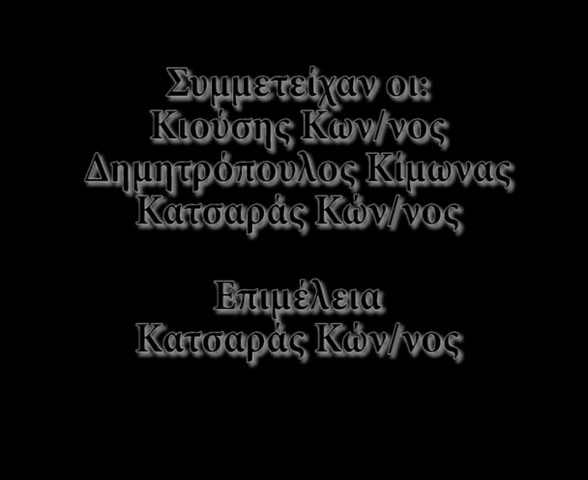 Συμμετείχαν οι:
Κιούσης Κων/νος
Δημητρόπουλος Κίμωνας
Κατσαράς Κών/νος
Επιμέλεια
Κατσαράς Κών/νος